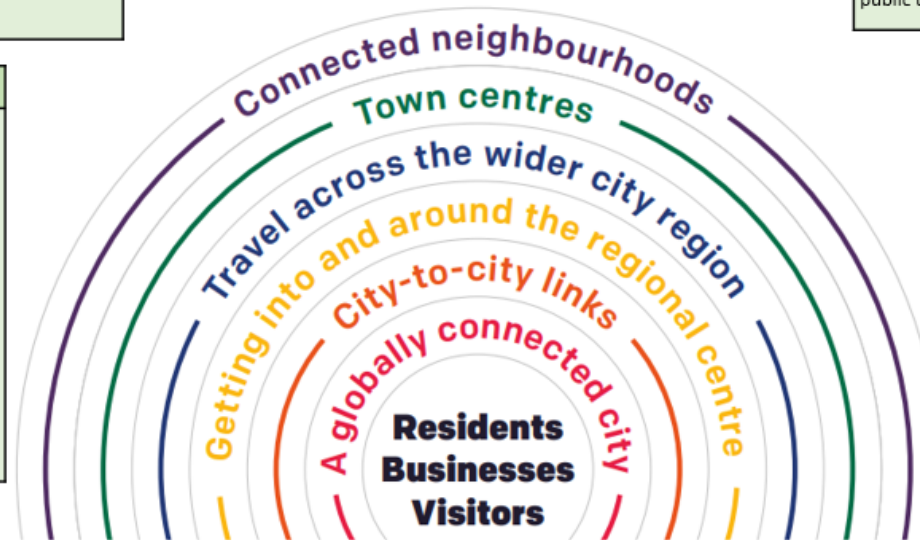 public
Connected neighbourhoods
Town centres
Travel across the wider city region
Getting into and around the regional centre
City-to-city links
A globally connected city
Residents
Businesses
Visitors